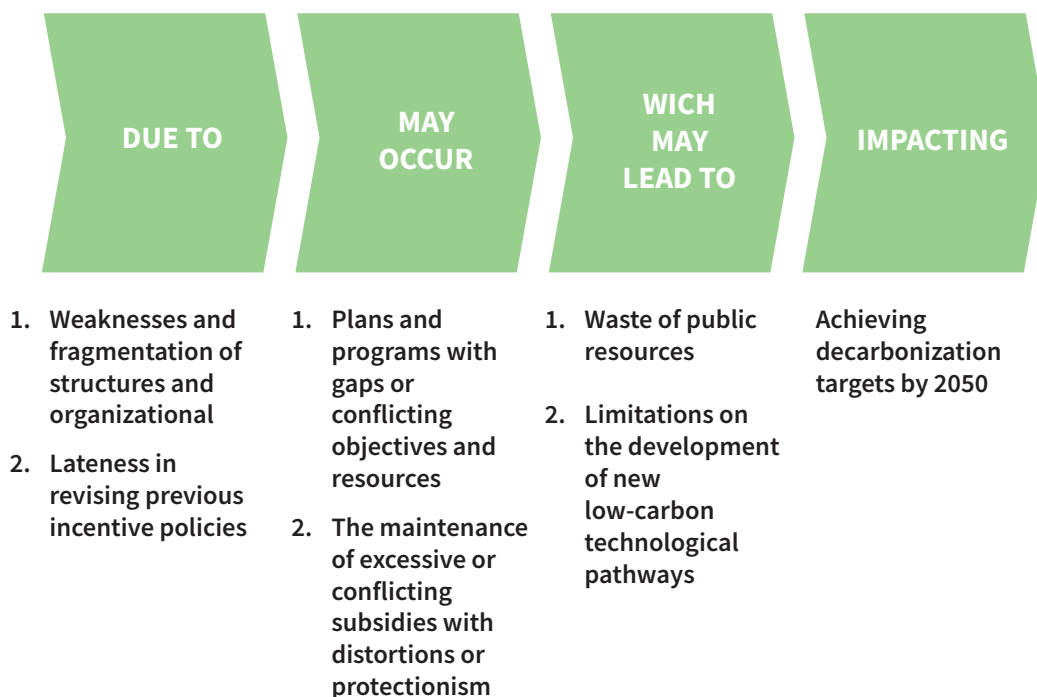 DUE TO
MAY
OCCUR
WICH
MAY
LEAD TO
IMPACTING
1. Weaknesses and
fragmentation of
structures and
organizational
2. Lateness in
revising previous
incentive policies
1. Plans and
programs with
gaps or
conflicting
objectives and
resources
2. The maintenance
of excessive or
conflicting
subsidies with
distortions or
protectionism
1. Waste of public
resources
2. Limitations on
the development
of new
low-carbon
technological
pathways
Achieving
decarbonization
targets by 2050